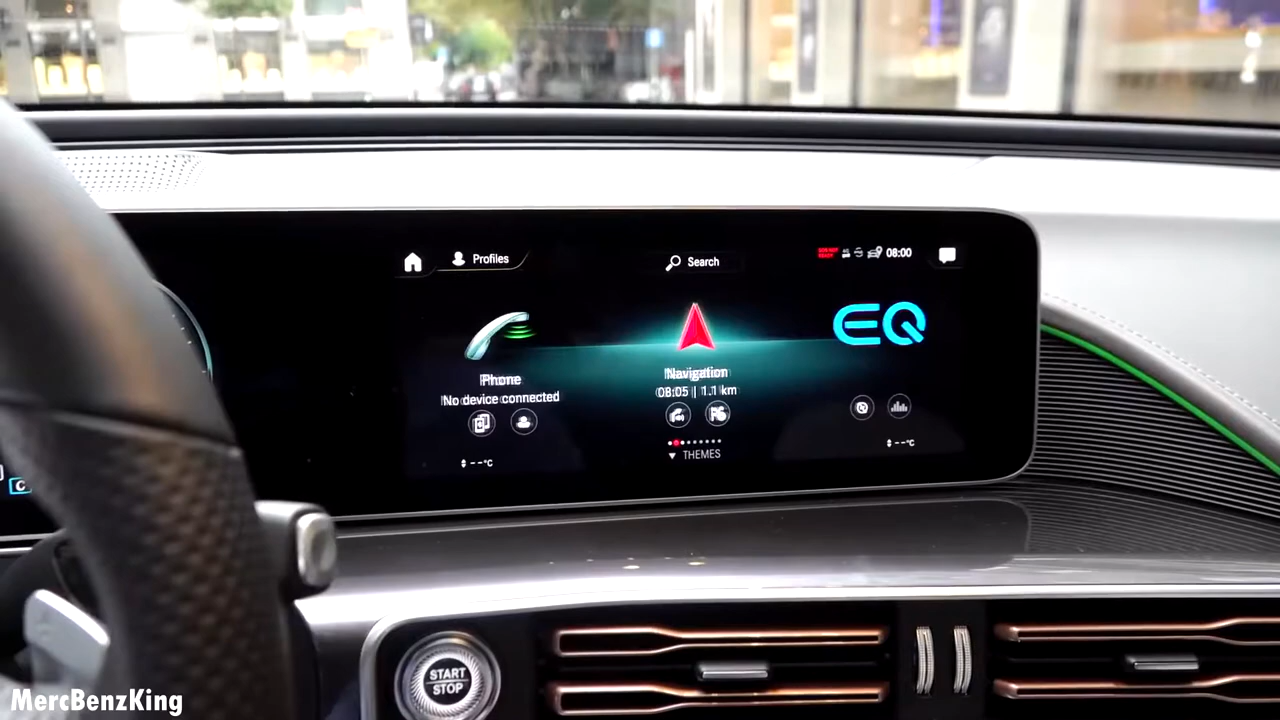 Profiles
Search
08:00
EQ
Phone
No device connected
Navigation
08:05 | 1.1 km
THEMES
--°C
--°C
C
START
STOP
MercBenzKing